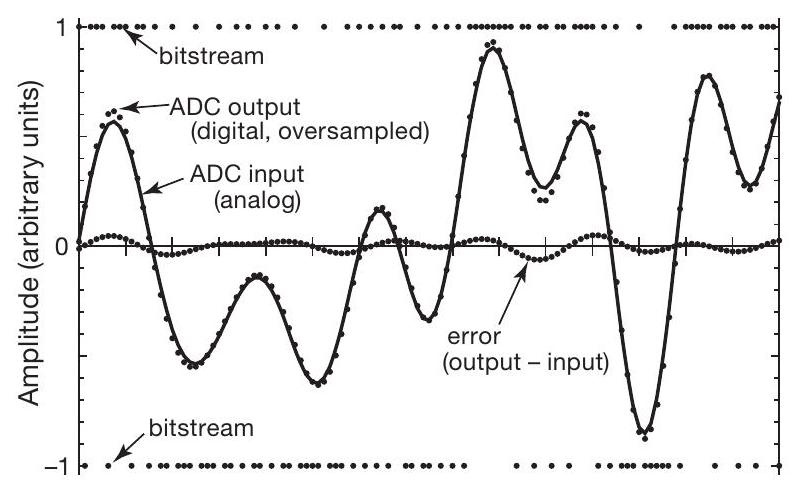 1
bitstream
ADC output
(digital, oversampled)
ADC input
(analog)
0
error
(output – input)
bitstream
–1
Amplitude (arbitrary units)